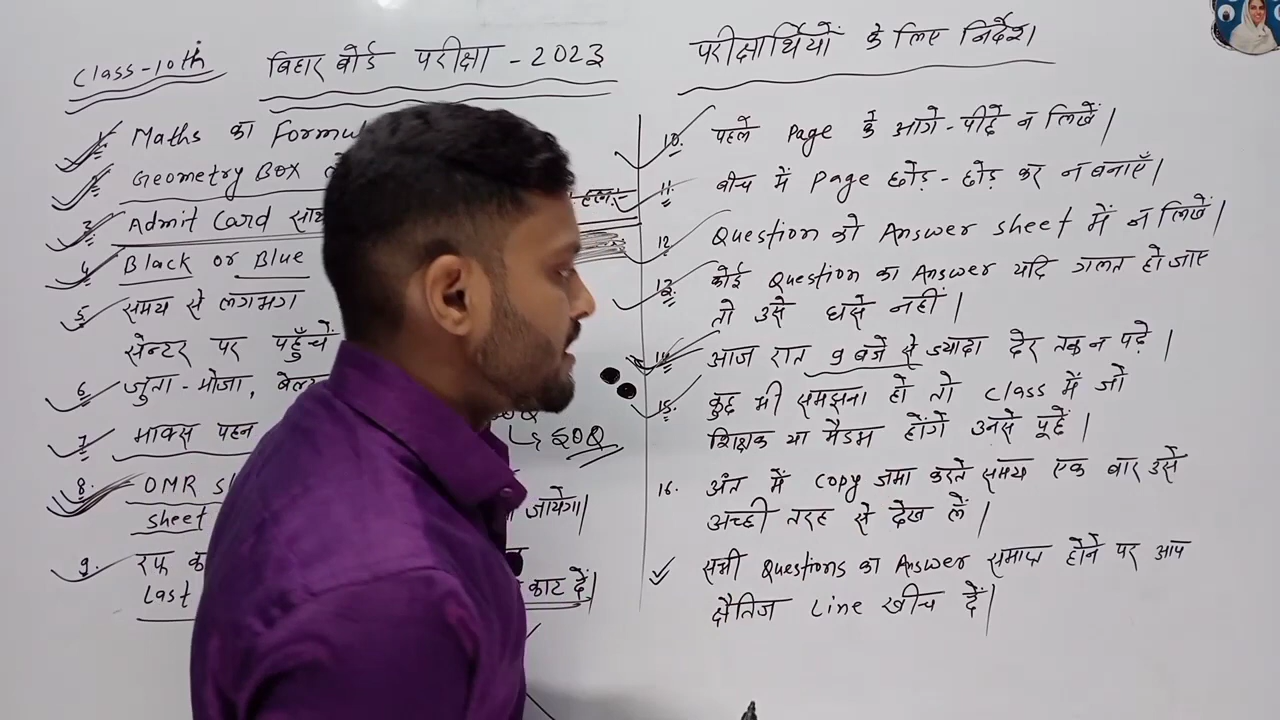 Class-10th
बिहार बोर्ड परीक्षा - 2023
परीक्षार्थियों के लिए निर्देश।
1. Maths का Formu
2. Geometry Box
3. Admit Card
4. Black or Blue
5. समय से लगभग
सेन्टर पर पहुँचें
6. जुता-मोजा,
7. मास्क पहन
8. OMR
sheet
जायेगा।
9. रफ
Last
काट दें।
10. पहले Page के आगे-पीछे न लिखें।
11. बीच में Page छोड़-छोड़ कर न बनाएँ।
12. Question को Answer sheet में न लिखें।
13. कोई Question का Answer यदि गलत हो जाए
तो उसे घसे नहीं।
14. आज रात 9 बजे से ज्यादा देर तक न पढ़े।
15. कुछ भी समझना हो तो Class में जो
शिक्षक या मैडम होंगे उनसे पूछें।
16. अंत में copy जमा करते समय एक बार उसे
अच्छी तरह से देख लें।
सभी Questions का Answer समाप्त होने पर आप
क्षैतिज Line खींच दें।